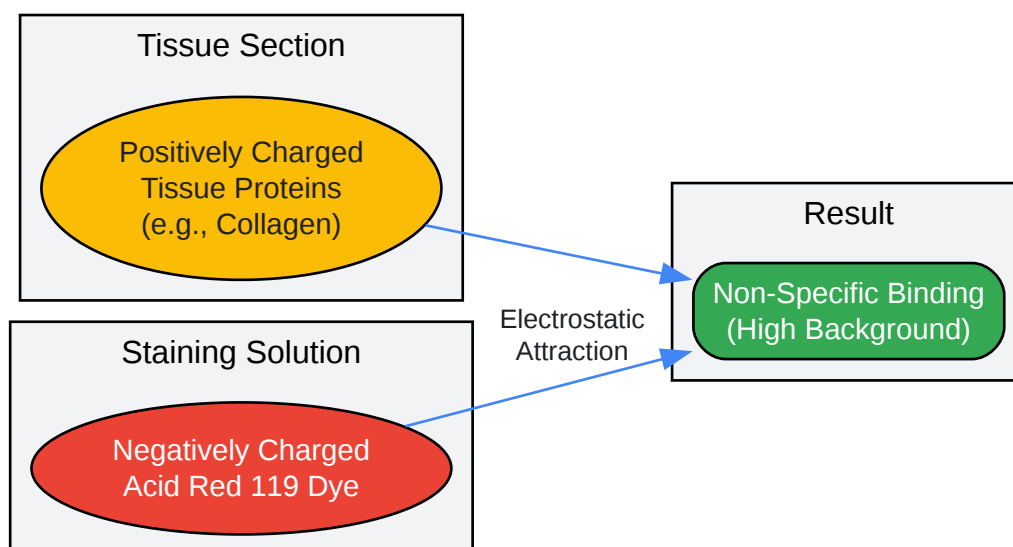 Tissue Section
Positively Charged
Tissue Proteins
(e.g., Collagen)
Result
Non-Specific Binding
(High Background)
Electrostatic
Attraction
Staining Solution
Negatively Charged
Acid Red 119 Dye